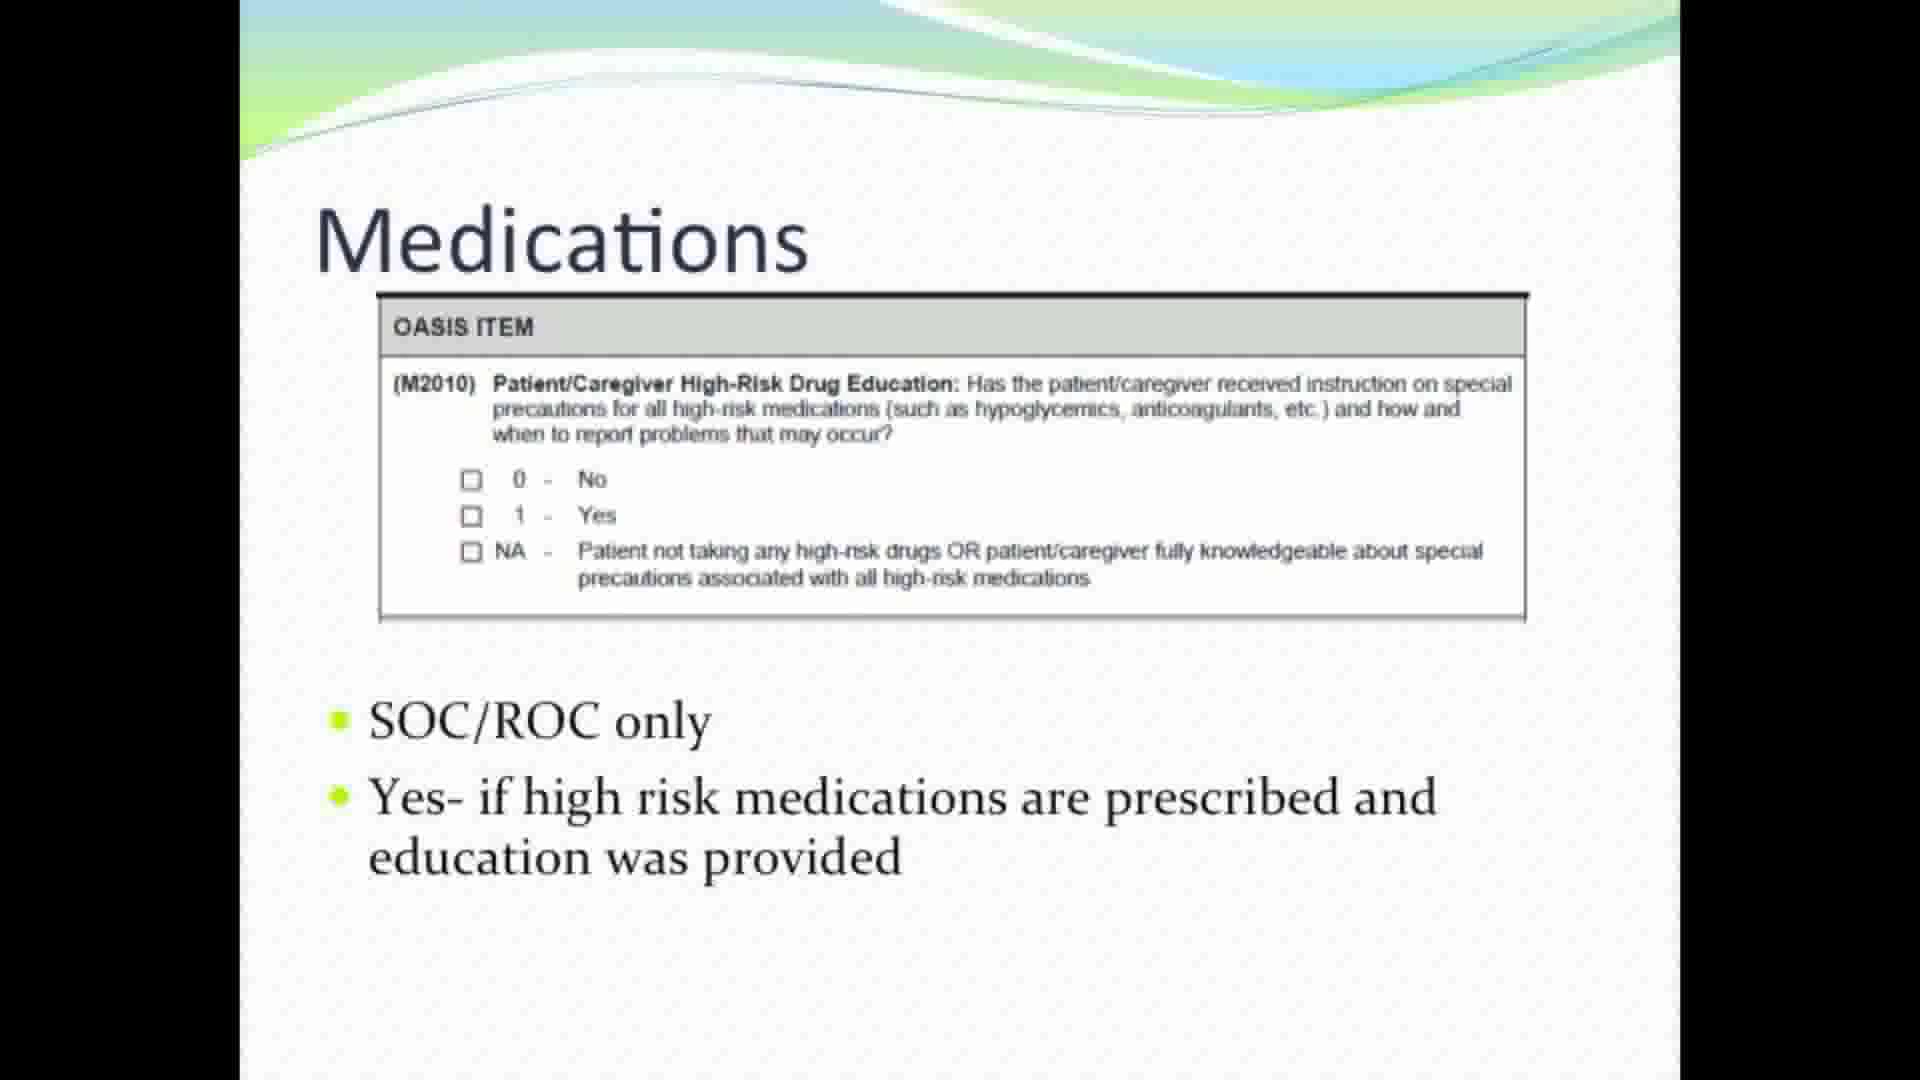 Medications
OASIS ITEM
(M2010) Patient/Caregiver High-Risk Drug Education: Has the patient/caregiver received instruction on special
precautions for all high-risk medications (such as hypoglycemics, anticoagulants, etc.) and how and
when to report problems that may occur?
0 - No
1 - Yes
NA - Patient not taking any high-risk drugs OR patient/caregiver fully knowledgeable about special
precautions associated with all high-risk medications
• SOC/ROC only
• Yes- if high risk medications are prescribed and
education was provided